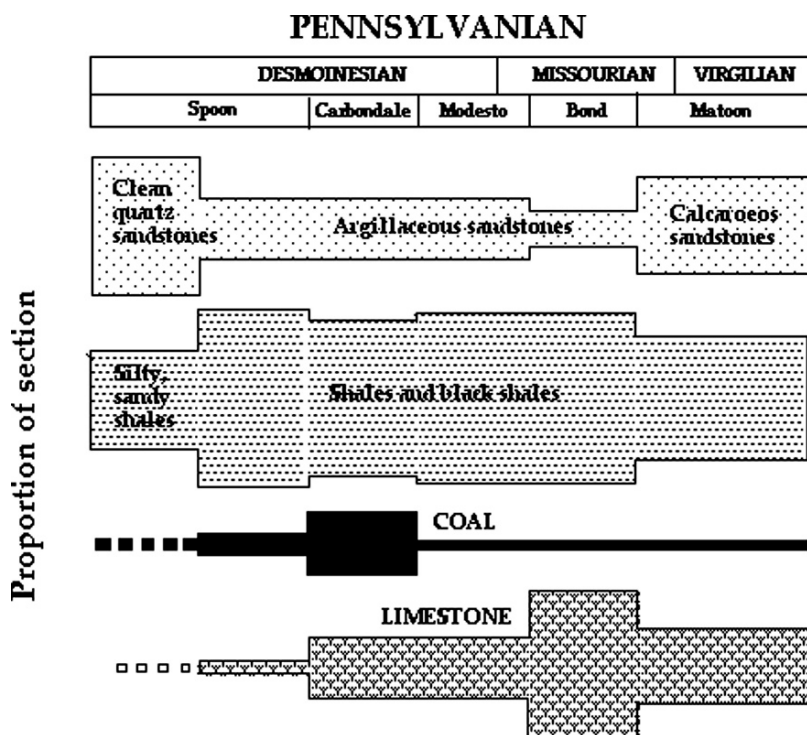 PENNSYLVANIAN
DESMOINESIAN MISSOURIAN VIRGILIAN
Spoon Carbondale Modesto Bond Matoon
Clean
quartz
sandstones
Argillaceous sandstones
Calcaroeos
sandstones
Silty,
sandy
shales
Shales and black shales
COAL
LIMESTONE
Proportion of section